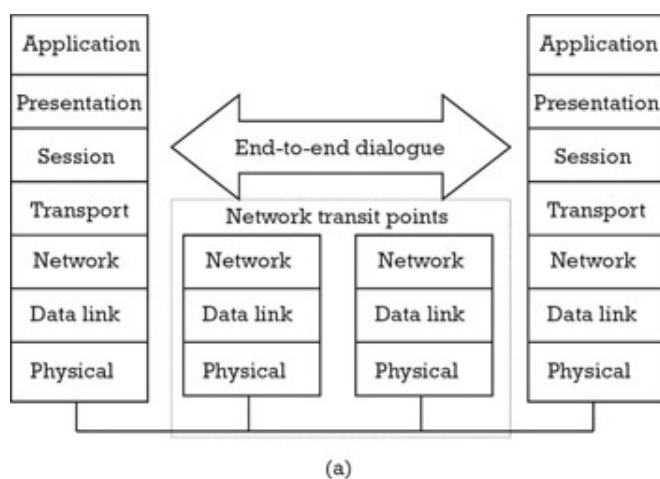 Application
Presentation
Session
Transport
Network
Data link
Physical
End-to-end dialogue
Network transit points
Network
Data link
Physical
Network
Data link
Physical
Application
Presentation
Session
Transport
Network
Data link
Physical
(a)